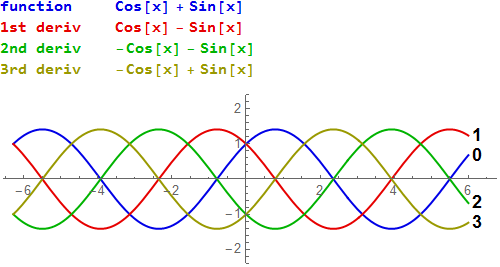 function Cos[x] + Sin[x]
1st deriv Cos[x] - Sin[x]
2nd deriv -Cos[x] - Sin[x]
3rd deriv -Cos[x] + Sin[x]
2
1
1
0
-6 -4 -2 2 4 6
2
-1
3
-2